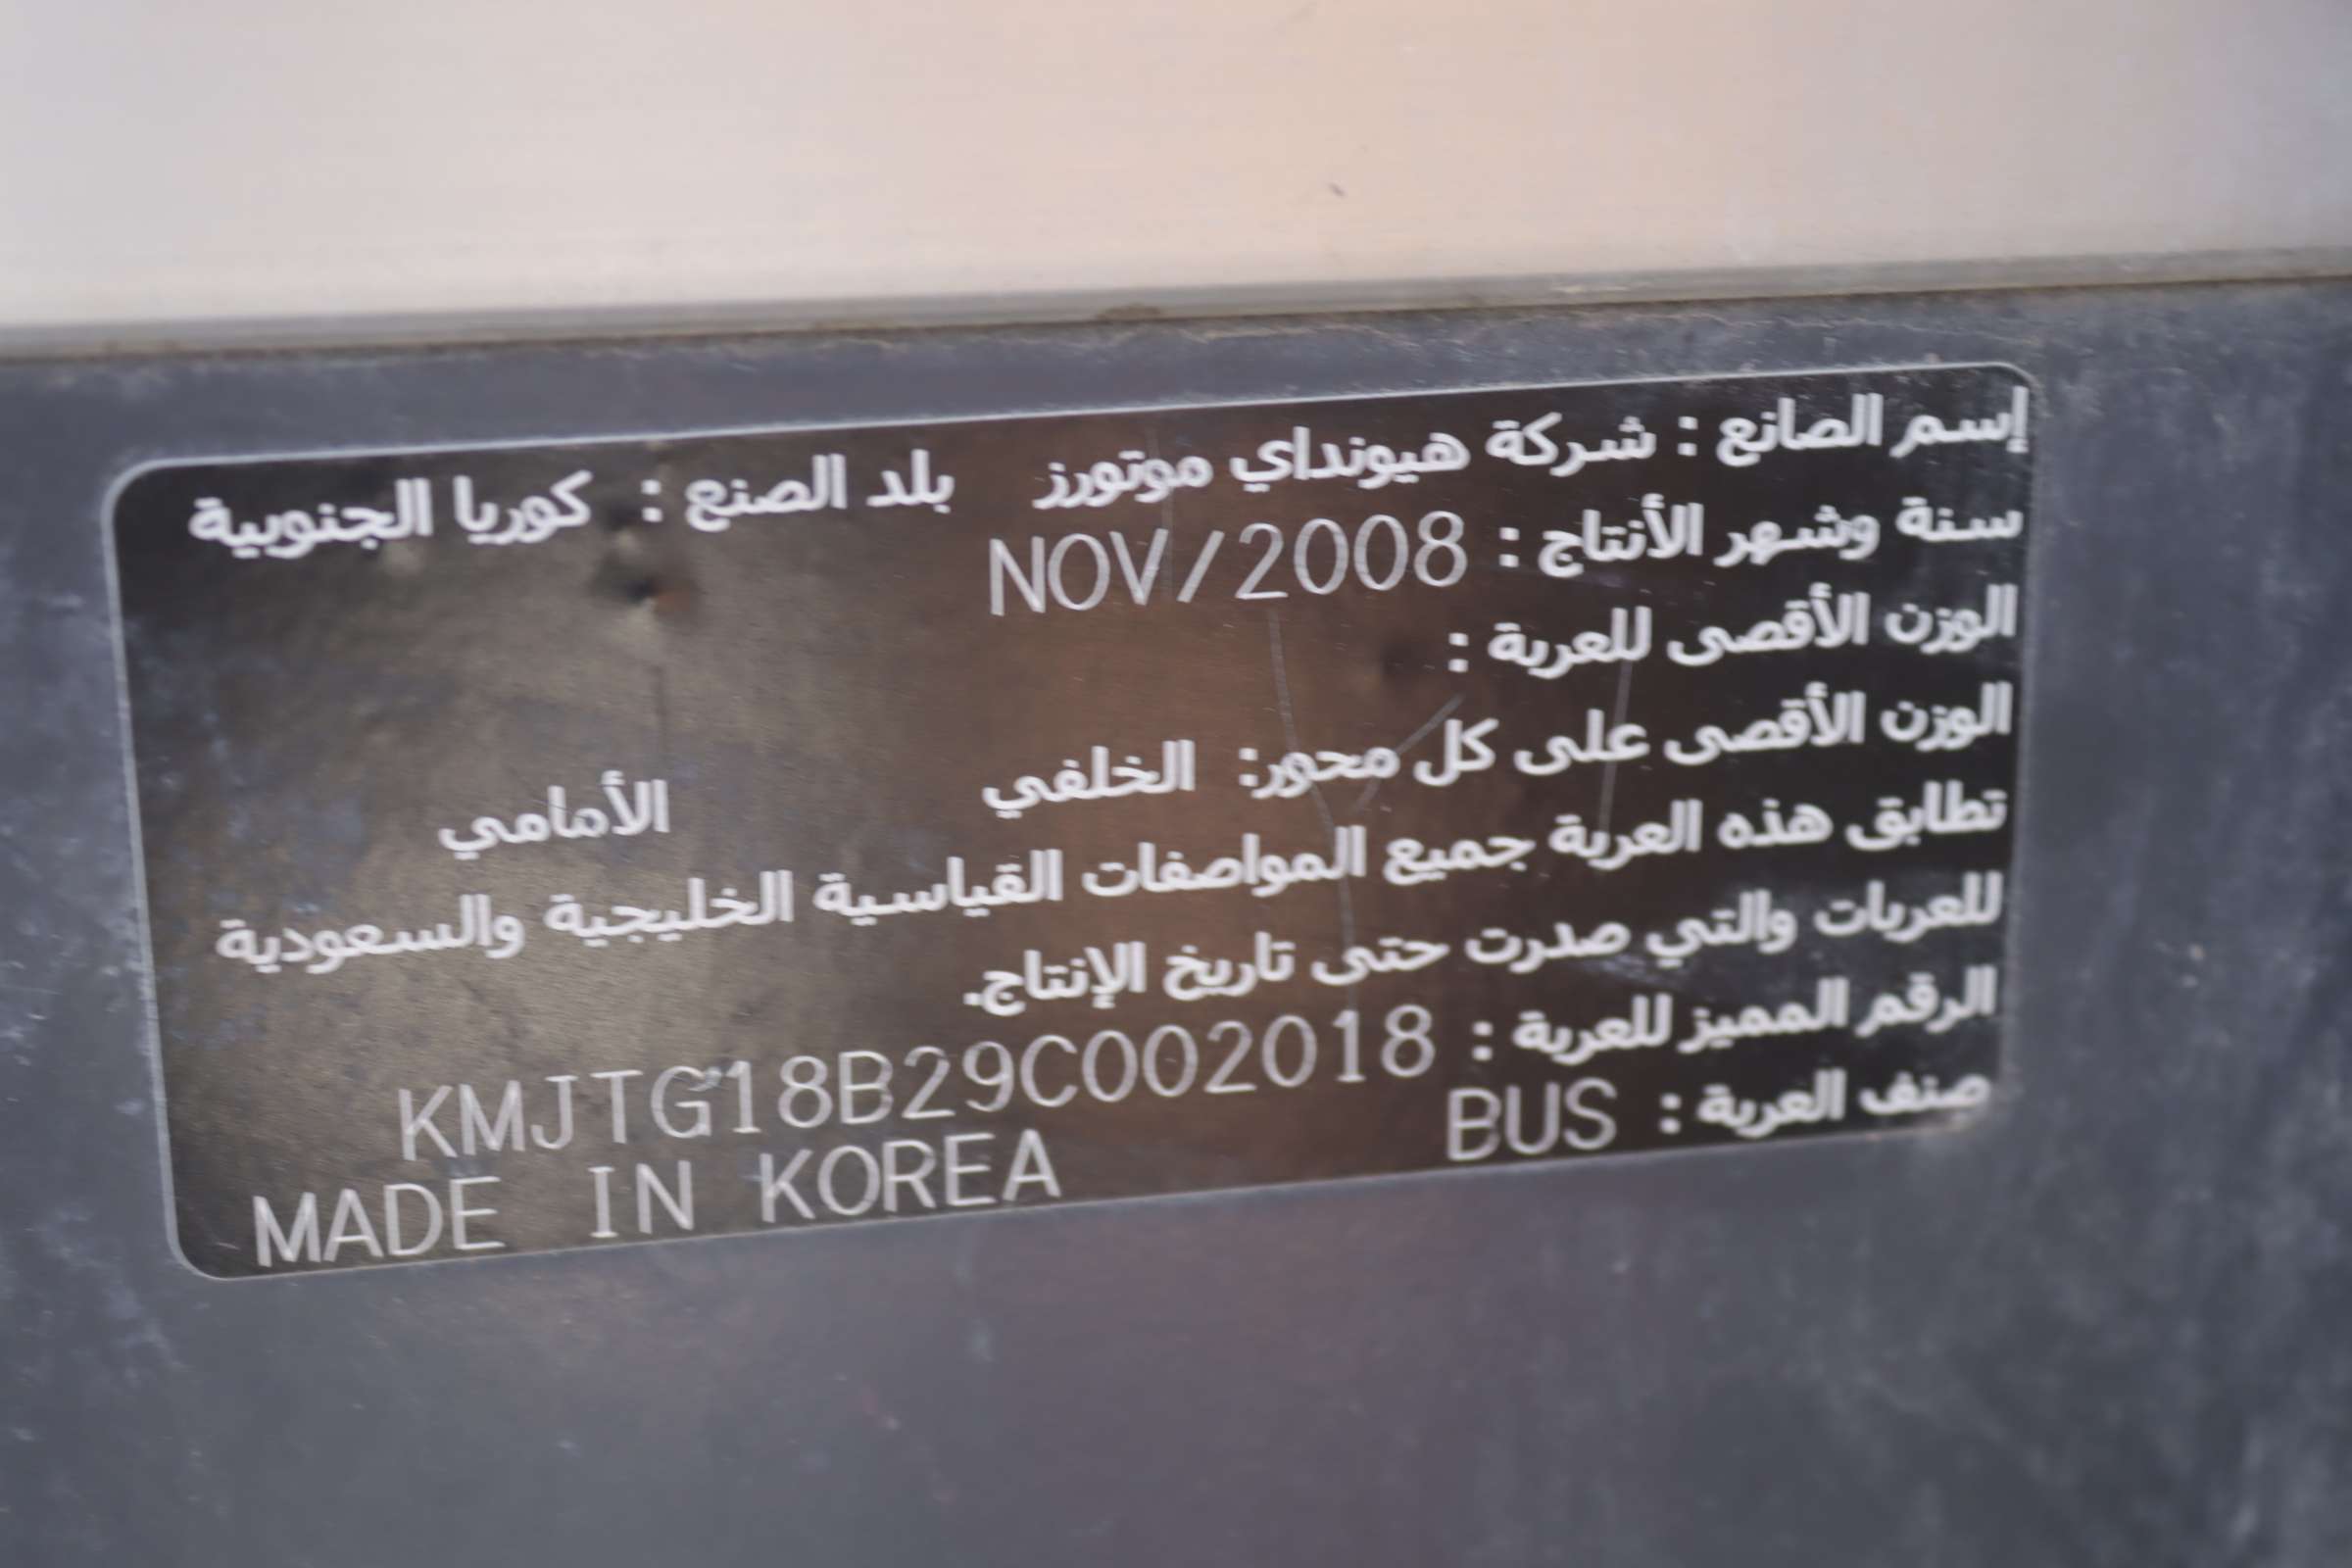 إسم الصانع : شركة هيونداي موتورز بلد الصنع : كوريا الجنوبية
سنة وشهر الأنتاج : NOV/2008
الوزن الأقصى للعربة :
الوزن الأقصى على كل محور: الخلفي الأمامي
تطابق هذه العربة جميع المواصفات القياسية الخليجية والسعودية
للعربات والتي صدرت حتى تاريخ الإنتاج.
الرقم المميز للعربة : KMJTG18B29C002018
صنف العربة : BUS MADE IN KOREA